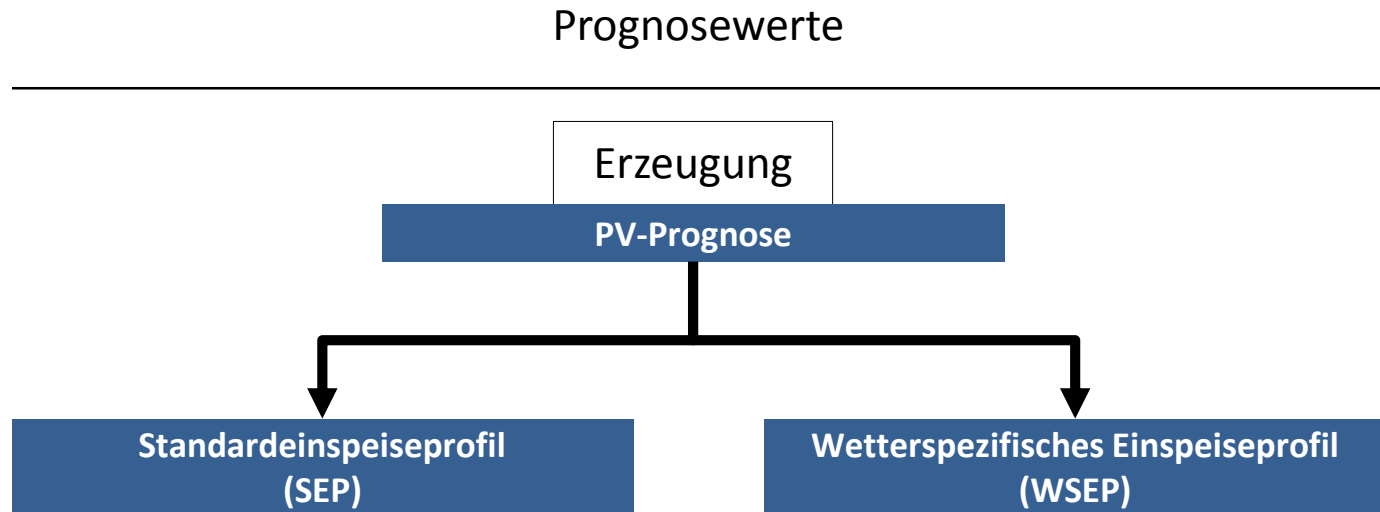 Prognosewerte
Erzeugung
PV-Prognose
Standardeinspeiseprofil
(SEP)
Wetterspezifisches Einspeiseprofil
(WSEP)